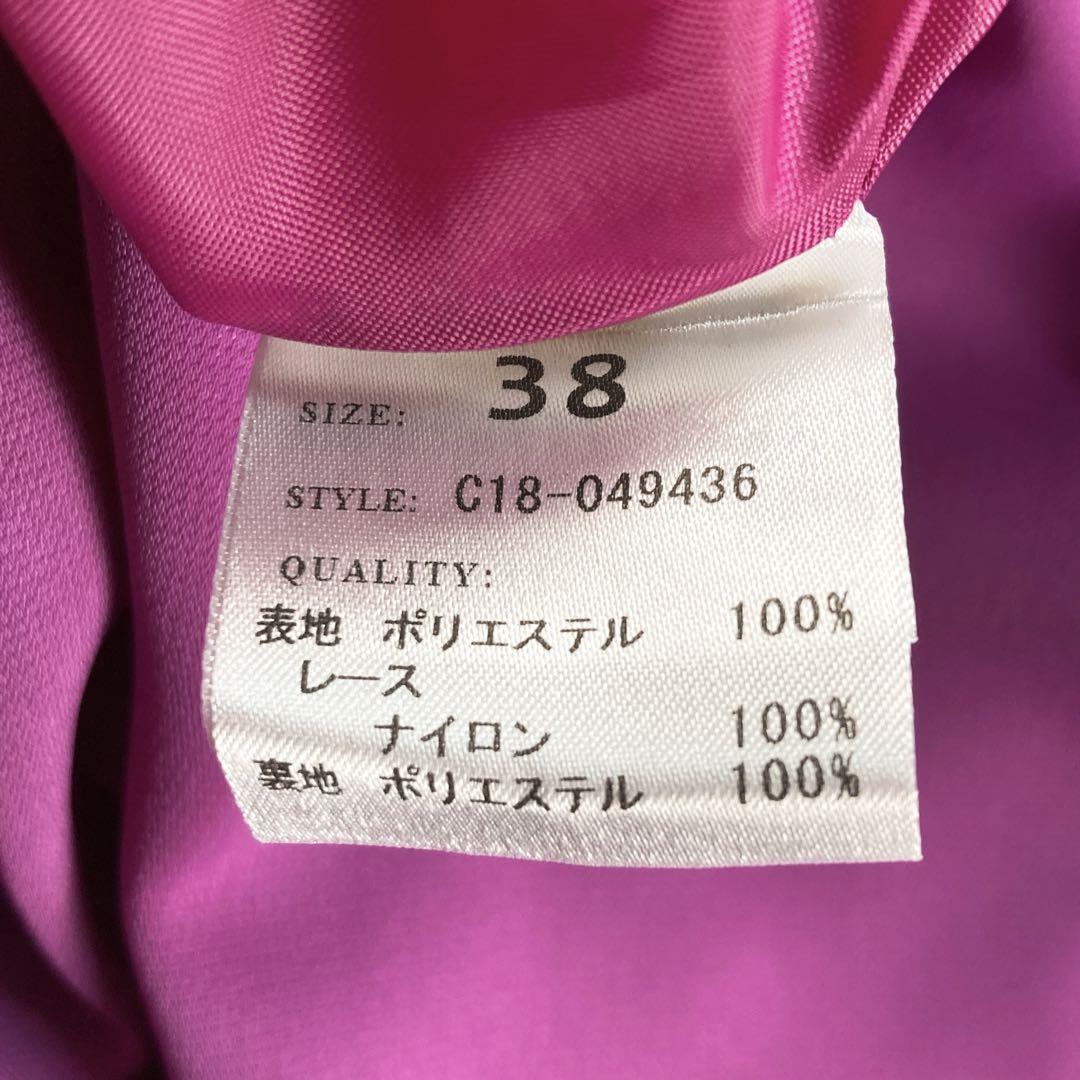 SIZE: 38
STYLE: C18-049436
QUALITY:
表地 ポリエステル 100%
レース
ナイロン 100%
裏地 ポリエステル 100%